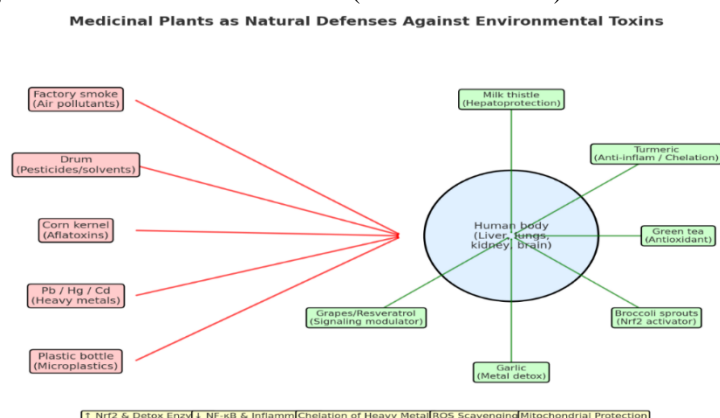 Medicinal Plants as Natural Defenses Against Environmental Toxins
Factory smoke
(Air pollutants)
Drum
(Pesticides/solvents)
Corn kernel
(Aflatoxins)
Pb / Hg / Cd
(Heavy metals)
Plastic bottle
(Microplastics)
Milk thistle
(Hepatoprotection)
Turmeric
(Anti-inflam / Chelation)
Human body
(Liver, lungs,
kidney, brain)
Green tea
(Antioxidant)
Grapes/Resveratrol
(Signaling modulator)
Broccoli sprouts
(Nrf2 activator)
Garlic
(Metal detox)
↑ Nrf2 & Detox Enzy
↓ NF-κB & Inflamm
Chelation of Heavy Metal
ROS Scavenging
Mitochondrial Protection